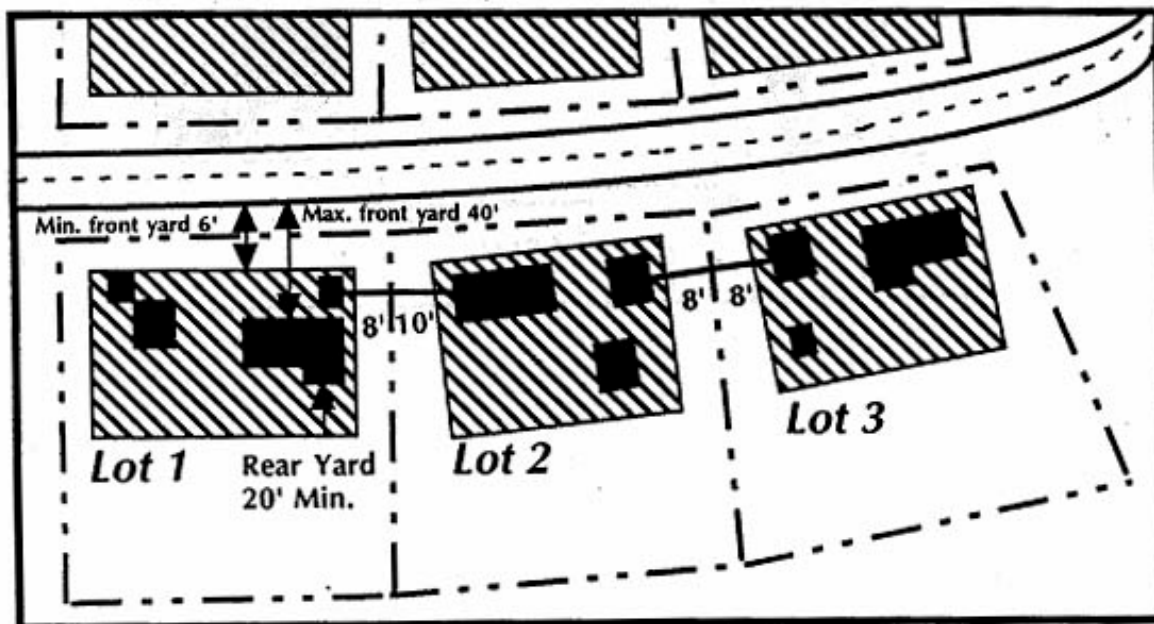 Min. front yard 6'
Max. front yard 40'
8'
10'
8'
8'
Lot 1
Rear Yard
20' Min.
Lot 2
Lot 3